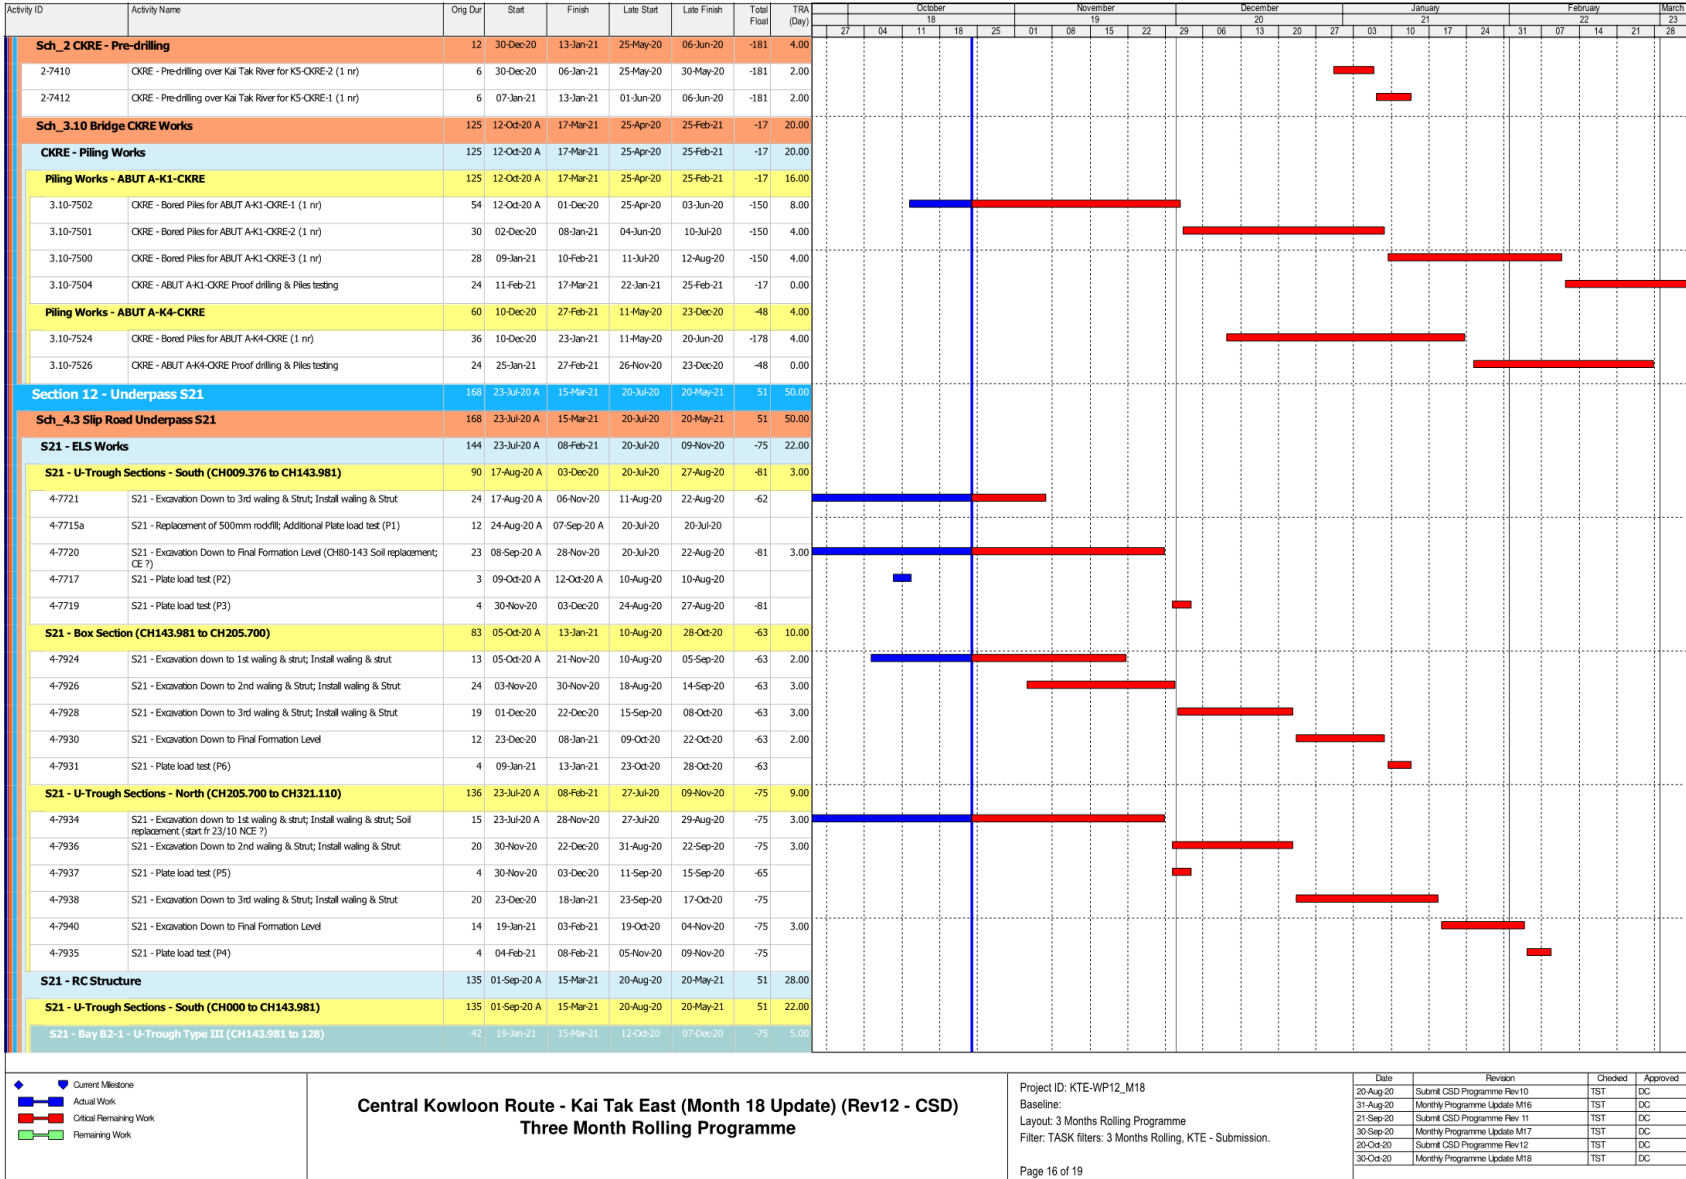 Activity ID Activity Name Orig Dur Start Finish Late Start Late Finish Total Float TRA (Day) October November December January February March
18 19 20 21 22 23
27 04 11 18 25 01 08 15 22 29 06 13 20 27 03 10 17 24 31 07 14 21 28
Sch_2 CKRE - Pre-drilling 12 30-Dec-20 13-Jan-21 25-May-20 06-Jun-20 -181 4.00
2-7410 CKRE - Pre-drilling over Kai Tak River for K5-CKRE-2 (1 nr) 6 30-Dec-20 06-Jan-21 25-May-20 30-May-20 -181 2.00
2-7412 CKRE - Pre-drilling over Kai Tak River for K5-CKRE-1 (1 nr) 6 07-Jan-21 13-Jan-21 01-Jun-20 06-Jun-20 -181 2.00
Sch_3.10 Bridge CKRE Works 125 12-Oct-20 A 17-Mar-21 25-Apr-20 25-Feb-21 -17 20.00
CKRE - Piling Works 125 12-Oct-20 A 17-Mar-21 25-Apr-20 25-Feb-21 -17 20.00
Piling Works - ABUT A-K1-CKRE 125 12-Oct-20 A 17-Mar-21 25-Apr-20 25-Feb-21 -17 16.00
3.10-7502 CKRE - Bored Piles for ABUT A-K1-CKRE-1 (1 nr) 54 12-Oct-20 A 01-Dec-20 25-Apr-20 03-Jun-20 -150 8.00
3.10-7501 CKRE - Bored Piles for ABUT A-K1-CKRE-2 (1 nr) 30 02-Dec-20 08-Jan-21 04-Jun-20 10-Jul-20 -150 4.00
3.10-7500 CKRE - Bored Piles for ABUT A-K1-CKRE-3 (1 nr) 28 09-Jan-21 10-Feb-21 11-Jul-20 12-Aug-20 -150 4.00
3.10-7504 CKRE - ABUT A-K1-CKRE Proof drilling & Piles testing 24 11-Feb-21 17-Mar-21 22-Jan-21 25-Feb-21 -17 0.00
Piling Works - ABUT A-K4-CKRE 60 10-Dec-20 27-Feb-21 11-May-20 23-Dec-20 -48 4.00
3.10-7524 CKRE - Bored Piles for ABUT A-K4-CKRE (1 nr) 36 10-Dec-20 23-Jan-21 11-May-20 20-Jun-20 -178 4.00
3.10-7526 CKRE - ABUT A-K4-CKRE Proof drilling & Piles testing 24 25-Jan-21 27-Feb-21 26-Nov-20 23-Dec-20 -48 0.00
Section 12 - Underpass S21 168 23-Jul-20 A 15-Mar-21 20-Jul-20 20-May-21 51 50.00
Sch_4.3 Slip Road Underpass S21 168 23-Jul-20 A 15-Mar-21 20-Jul-20 20-May-21 51 50.00
S21 - ELS Works 144 23-Jul-20 A 08-Feb-21 20-Jul-20 09-Nov-20 -75 22.00
S21 - U-Trough Sections - South (CH009.376 to CH143.981) 90 17-Aug-20 A 03-Dec-20 20-Jul-20 27-Aug-20 -81 3.00
4-7721 S21 - Excavation Down to 3rd waling & Strut; Install waling & Strut 24 17-Aug-20 A 06-Nov-20 11-Aug-20 22-Aug-20 -62
4-7715a S21 - Replacement of 500mm rockfill; Additional Plate load test (P1) 12 24-Aug-20 A 07-Sep-20 A 20-Jul-20 20-Jul-20
4-7720 S21 - Excavation Down to Final Formation Level (CH80-143 Soil replacement; 23 08-Sep-20 A 28-Nov-20 20-Jul-20 22-Aug-20 -81 3.00
CE ?)
4-7717 S21 - Plate load test (P2) 3 09-Oct-20 A 12-Oct-20 A 10-Aug-20 10-Aug-20
4-7719 S21 - Plate load test (P3) 4 30-Nov-20 03-Dec-20 24-Aug-20 27-Aug-20 -81
S21 - Box Section (CH143.981 to CH205.700) 83 05-Oct-20 A 13-Jan-21 10-Aug-20 28-Oct-20 -63 10.00
4-7924 S21 - Excavation down to 1st waling & strut; Install waling & strut 13 05-Oct-20 A 21-Nov-20 10-Aug-20 05-Sep-20 -63 2.00
4-7926 S21 - Excavation Down to 2nd waling & Strut; Install waling & Strut 24 03-Nov-20 30-Nov-20 18-Aug-20 14-Sep-20 -63 3.00
4-7928 S21 - Excavation Down to 3rd waling & Strut; Install waling & Strut 19 01-Dec-20 22-Dec-20 15-Sep-20 08-Oct-20 -63 3.00
4-7930 S21 - Excavation Down to Final Formation Level 12 23-Dec-20 08-Jan-21 09-Oct-20 22-Oct-20 -63 2.00
4-7931 S21 - Plate load test (P6) 4 09-Jan-21 13-Jan-21 23-Oct-20 28-Oct-20 -63
S21 - U-Trough Sections - North (CH205.700 to CH321.110) 136 23-Jul-20 A 08-Feb-21 27-Jul-20 09-Nov-20 -75 9.00
4-7934 S21 - Excavation down to 1st waling & strut; Install waling & strut; Soil 15 23-Jul-20 A 28-Nov-20 27-Jul-20 29-Aug-20 -75 3.00
replacement (start fr 23/10 NCE ?)
4-7936 S21 - Excavation Down to 2nd waling & Strut; Install waling & Strut 20 30-Nov-20 22-Dec-20 31-Aug-20 22-Sep-20 -75 3.00
4-7937 S21 - Plate load test (P5) 4 30-Nov-20 03-Dec-20 11-Sep-20 15-Sep-20 -65
4-7938 S21 - Excavation Down to 3rd waling & Strut; Install waling & Strut 20 23-Dec-20 18-Jan-21 23-Sep-20 17-Oct-20 -75
4-7940 S21 - Excavation Down to Final Formation Level 14 19-Jan-21 03-Feb-21 19-Oct-20 04-Nov-20 -75 3.00
4-7935 S21 - Plate load test (P4) 4 04-Feb-21 08-Feb-21 05-Nov-20 09-Nov-20 -75
S21 - RC Structure 135 01-Sep-20 A 15-Mar-21 20-Aug-20 20-May-21 51 28.00
S21 - U-Trough Sections - South (CH000 to CH143.981) 135 01-Sep-20 A 15-Mar-21 20-Aug-20 20-May-21 51 22.00
S21 - Bay B2-1 - U-Trough Type III (CH143.981 to 128) 42 19-Jan-21 15-Mar-21 12-Oct-20 07-Dec-20 -75 5.00
Current Milestone
Actual Work
Critical Remaining Work
Remaining Work
Central Kowloon Route - Kai Tak East (Month 18 Update) (Rev12 - CSD)
Three Month Rolling Programme
Project ID: KTE-WP12_M18
Baseline:
Layout: 3 Months Rolling Programme
Filter: TASK filters: 3 Months Rolling, KTE - Submission.
Page 16 of 19
Date Revision Checked Approved
20-Aug-20 Submit CSD Programme Rev10 TST DC
31-Aug-20 Monthly Programme Update M16 TST DC
21-Sep-20 Submit CSD Programme Rev 11 TST DC
30-Sep-20 Monthly Programme Update M17 TST DC
20-Oct-20 Submit CSD Programme Rev12 TST DC
30-Oct-20 Monthly Programme Update M18 TST DC